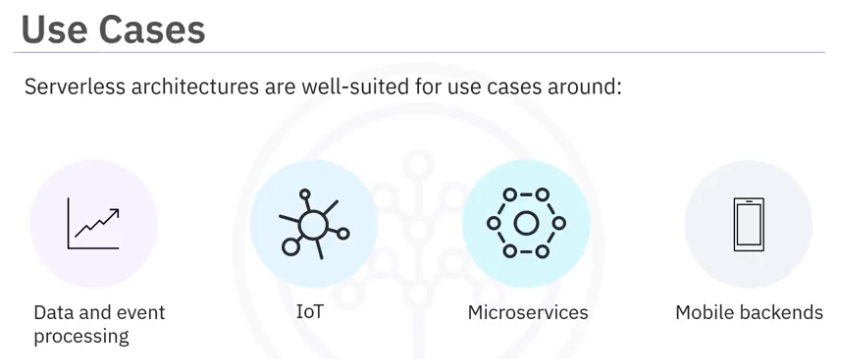 Use Cases
Serverless architectures are well-suited for use cases around:
Data and event
processing
IoT
Microservices
Mobile backends